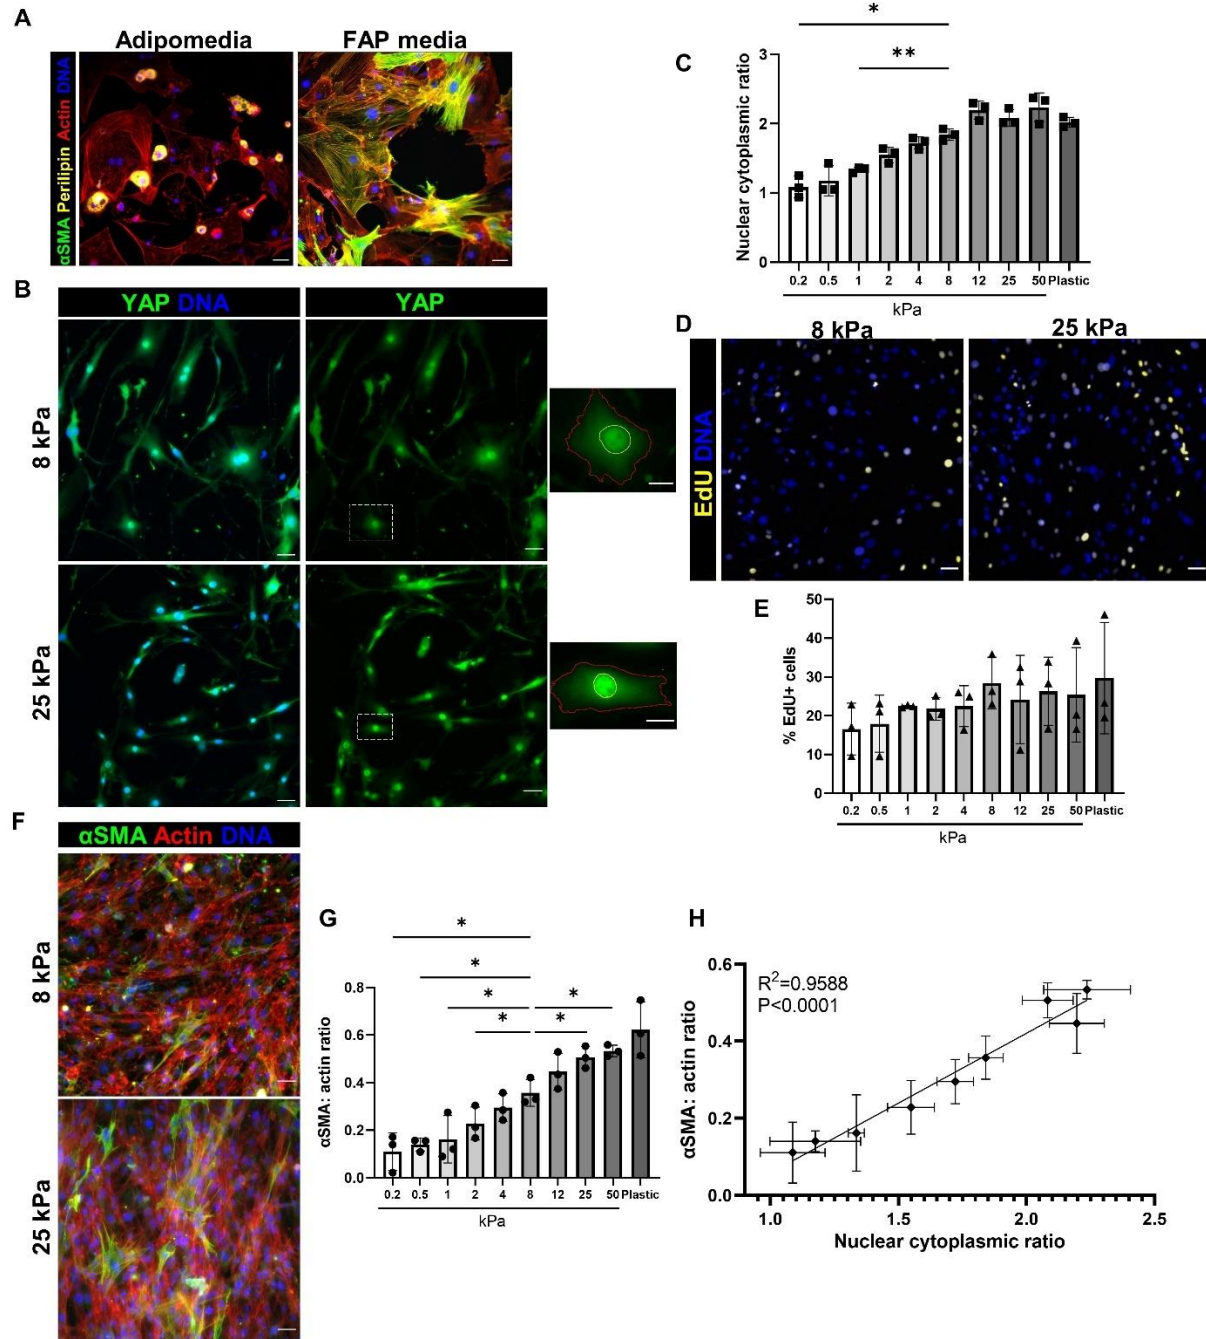 A
Adipomedia
FAP media
αSMA Perilipin Actin DNA
B
YAP DNA
YAP
8 kPa
25 kPa
C
*
**
Nuclear cytoplasmic ratio
3
2
1
0
0.2 0.5 1 2 4 8 12 25 50 Plastic
kPa
D
8 kPa
25 kPa
EdU DNA
E
% EdU+ cells
50
40
30
20
10
0
0.2 0.5 1 2 4 8 12 25 50 Plastic
kPa
F
αSMA Actin DNA
8 kPa
25 kPa
G
*
*
* *
* *
αSMA: actin ratio
0.8
0.6
0.4
0.2
0.0
0.2 0.5 1 2 4 8 12 25 50 Plastic
kPa
H
R²=0.9588
P<0.0001
αSMA: actin ratio
0.6
0.4
0.2
0.0
1.0 1.5 2.0 2.5
Nuclear cytoplasmic ratio